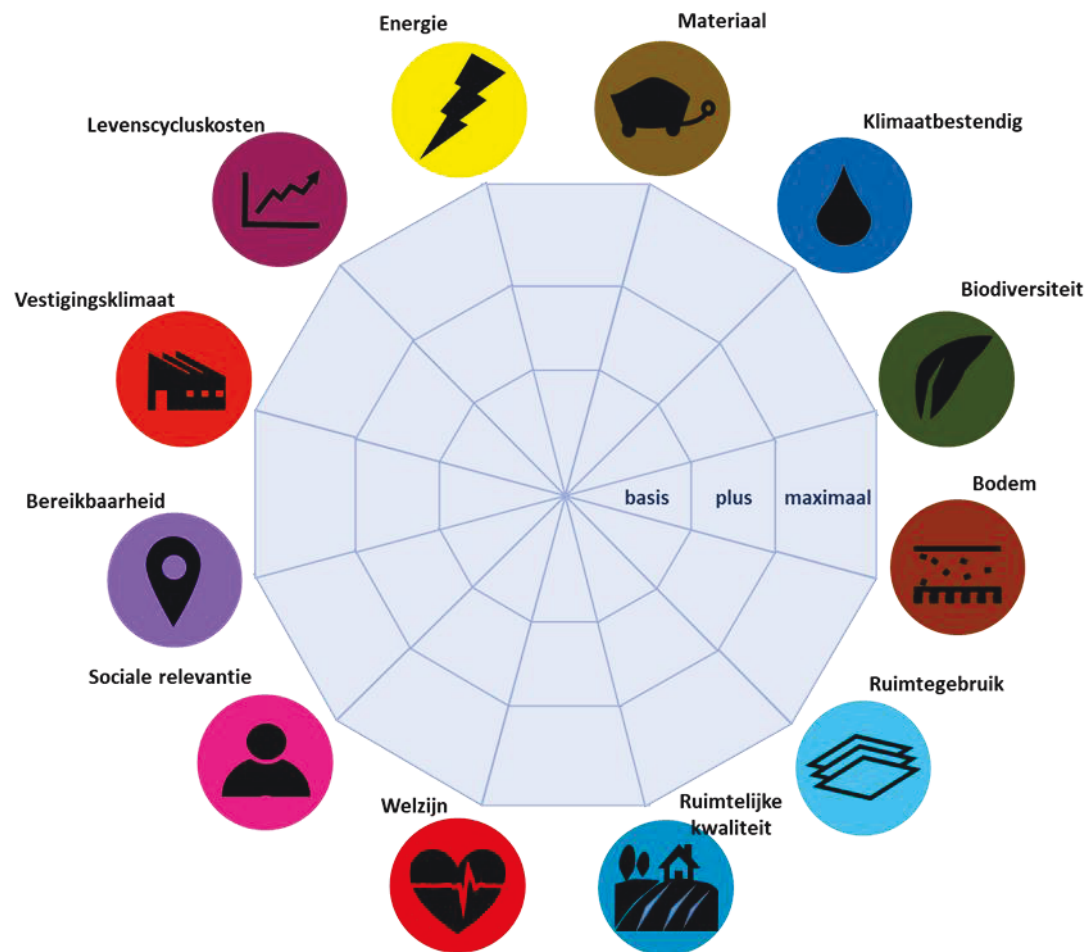 Energie
Materiaal
Levenscycluskosten
Klimaatbestendig
Vestigingsklimaat
Biodiversiteit
Bereikbaarheid
basis plus maximaal
Bodem
Sociale relevantie
Ruimtegebruik
Welzijn
Ruimtelijke
kwaliteit